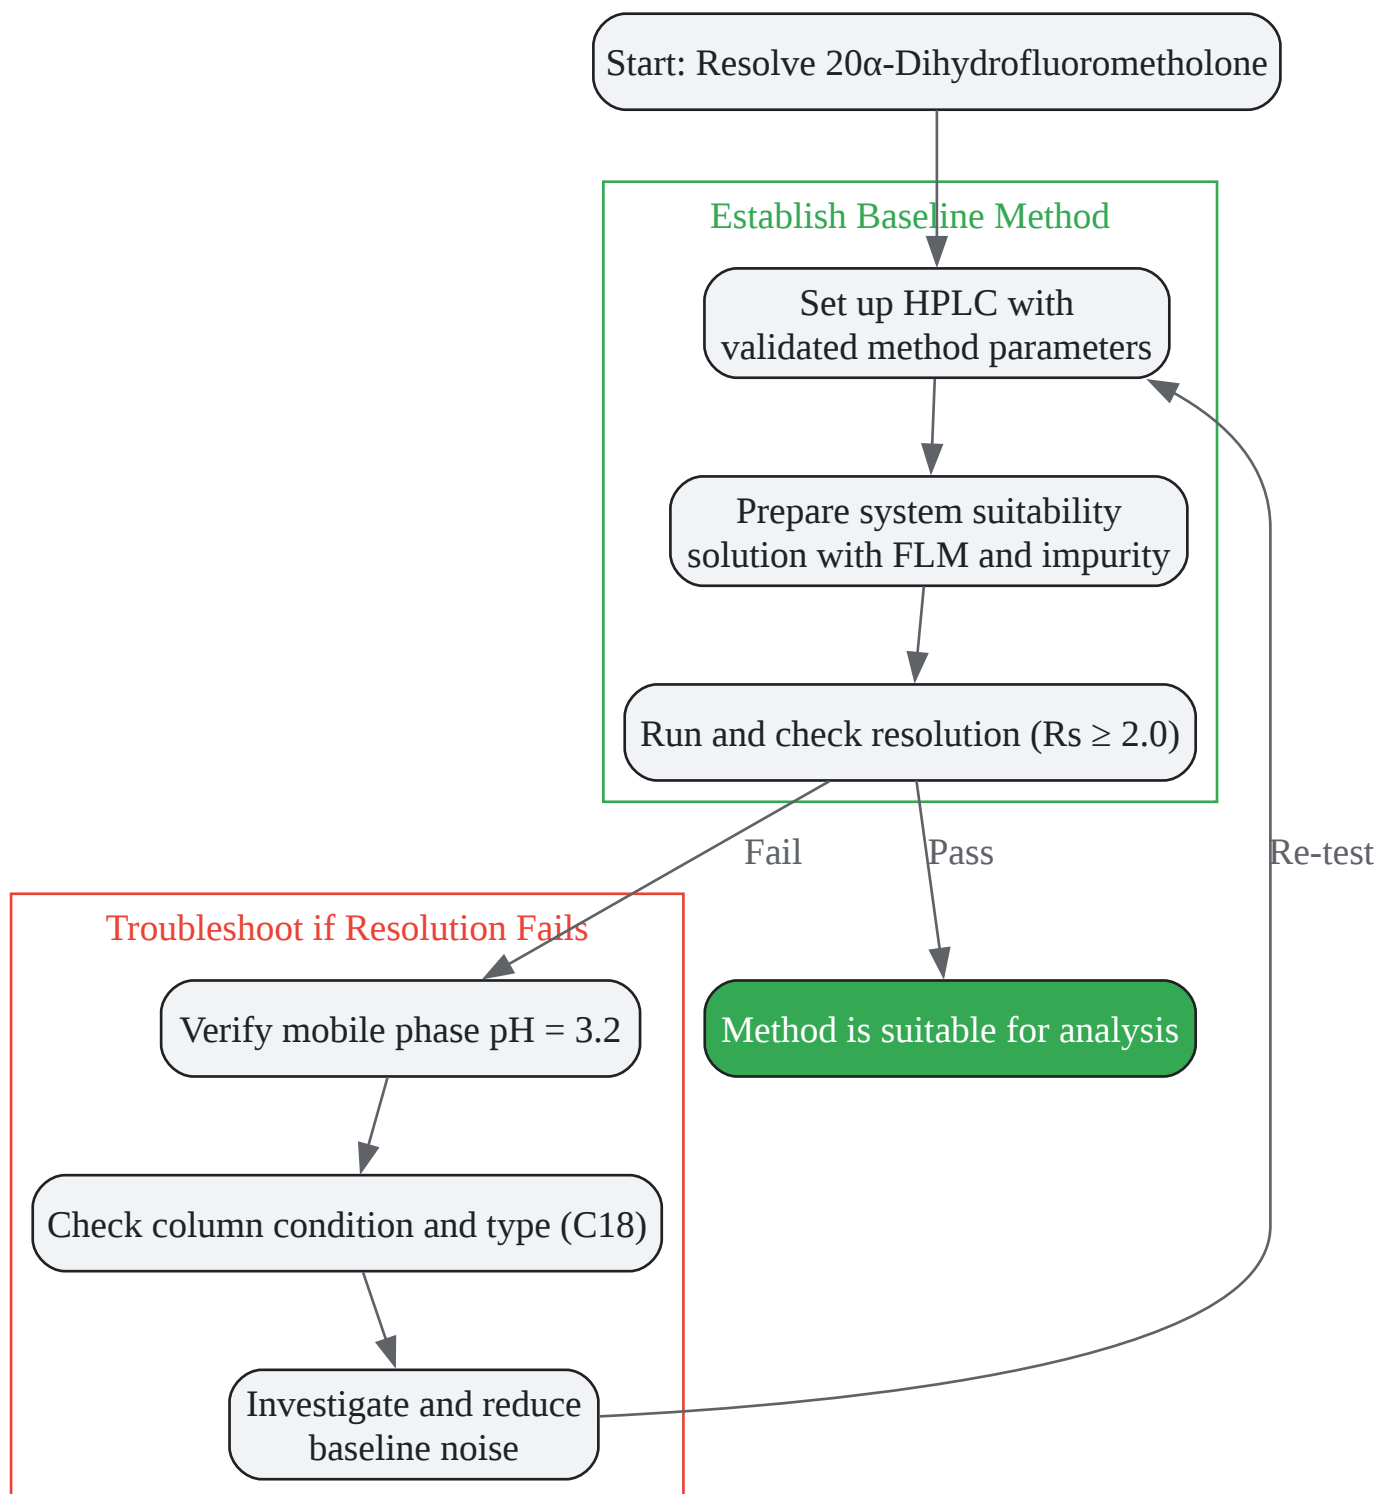 Start: Resolve 20α-Dihydrofluorometholone
Establish Baseline Method
Set up HPLC with
validated method parameters
Prepare system suitability
solution with FLM and impurity
Run and check resolution (Rs ≥ 2.0)
Fail
Pass
Re-test
Troubleshoot if Resolution Fails
Verify mobile phase pH = 3.2
Method is suitable for analysis
Check column condition and type (C18)
Investigate and reduce
baseline noise